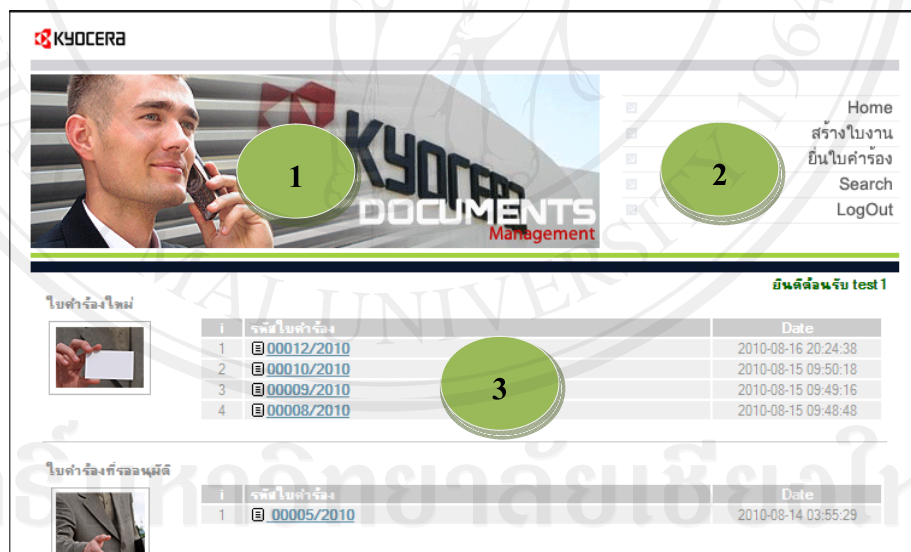 KYOCERA
KYOCERA
DOCUMENTS
Management
1
2
Home
สร้างใบงาน
ยื่นใบคำร้อง
Search
LogOut
ยินดีต้อนรับ test1
ใบคำร้องใหม่
i รหัสใบคำร้อง Date
1 00012/2010 2010-08-16 20:24:38
2 00010/2010 2010-08-15 09:50:18
3 00009/2010 2010-08-15 09:49:16
4 00008/2010 2010-08-15 09:48:48
3
ใบคำร้องที่รออนุมัติ
i รหัสใบคำร้อง Date
1 00005/2010 2010-08-14 03:55:29
MAI UNIVERSITY 1964